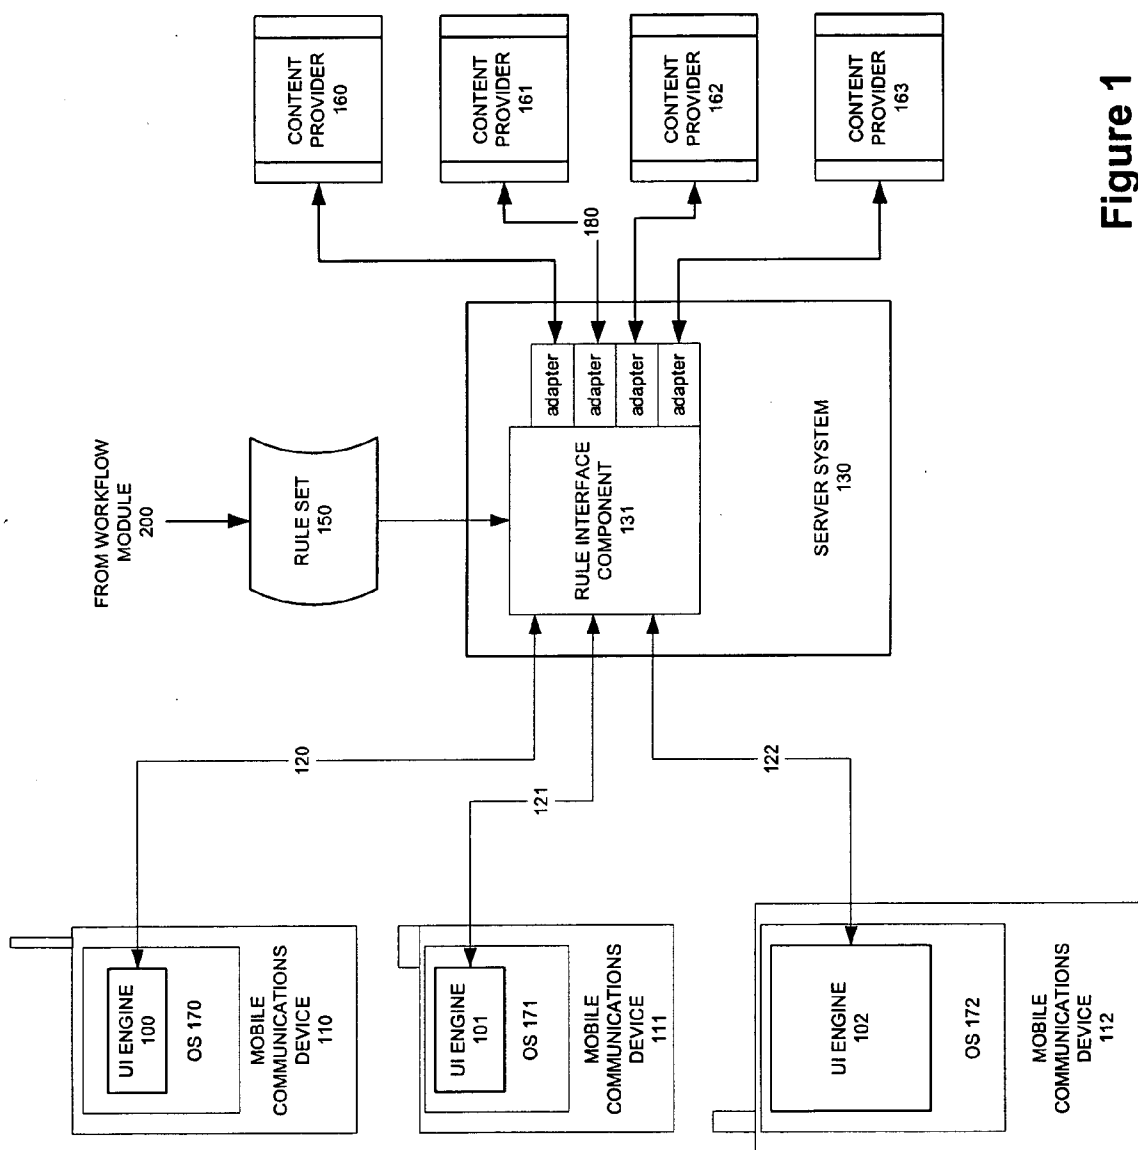 FROM WORKFLOW
MODULE
200
RULE SET
150
UI ENGINE
100
OS 170
MOBILE
COMMUNICATIONS
DEVICE
110
120
UI ENGINE
101
OS 171
MOBILE
COMMUNICATIONS
DEVICE
111
121
UI ENGINE
102
OS 172
MOBILE
COMMUNICATIONS
DEVICE
112
122
RULE INTERFACE
COMPONENT
131
adapter
adapter
adapter
adapter
SERVER SYSTEM
130
180
CONTENT
PROVIDER
160
CONTENT
PROVIDER
161
CONTENT
PROVIDER
162
CONTENT
PROVIDER
163
Figure 1